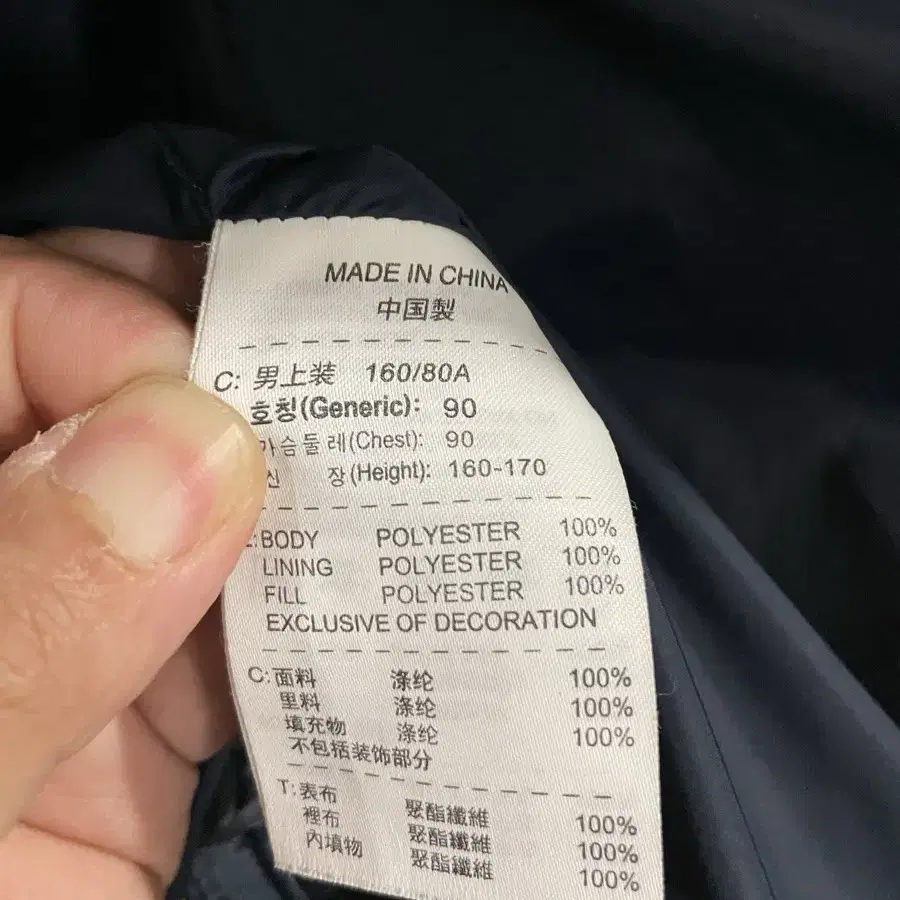 MADE IN CHINA
中国製
C: 男上装 160/80A
호칭(Generic): 90
가슴둘레(Chest): 90
신 장(Height): 160-170
:BODY POLYESTER 100%
LINING POLYESTER 100%
FILL POLYESTER 100%
EXCLUSIVE OF DECORATION
C:面料 涤纶 100%
里料 涤纶 100%
填充物 涤纶 100%
不包括装饰部分
T:表布 聚酯纖維 100%
裡布 聚酯纖維 100%
內填物 聚酯纖維 100%